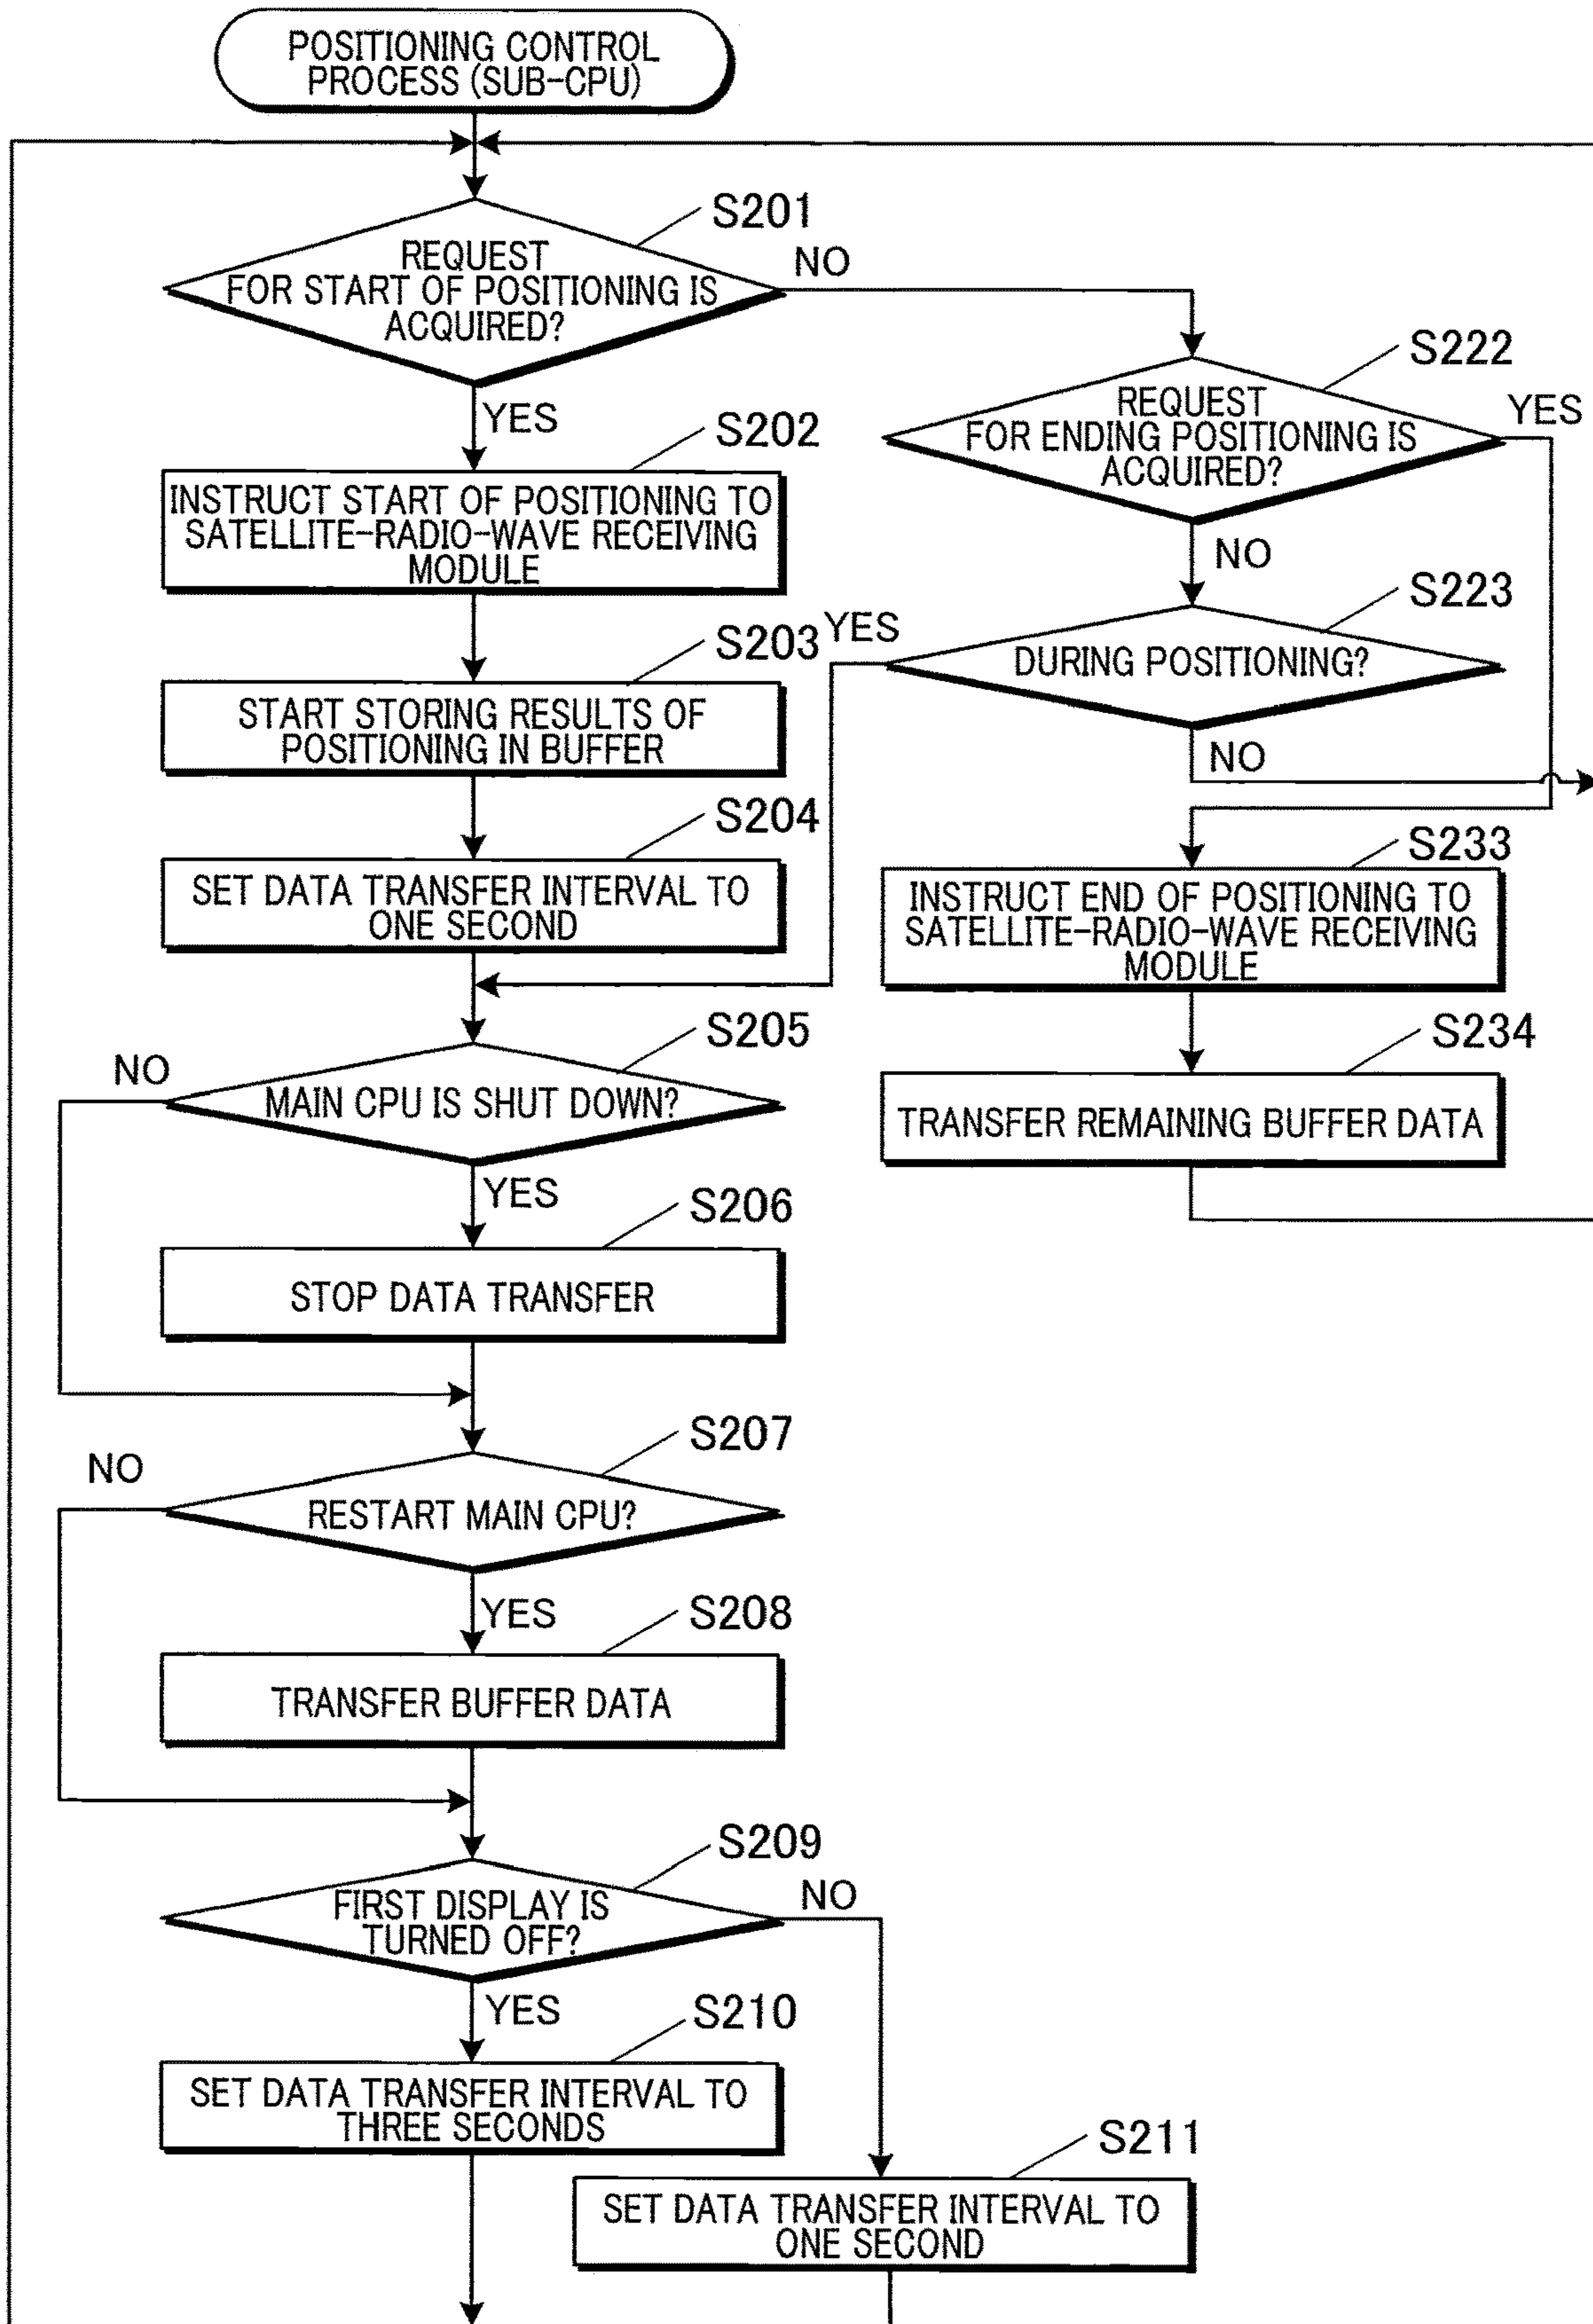 POSITIONING CONTROL
PROCESS (SUB-CPU)
S201
REQUEST
FOR START OF POSITIONING IS
ACQUIRED?
NO
YES
S222
REQUEST
FOR ENDING POSITIONING IS
ACQUIRED?
YES
NO
S202
INSTRUCT START OF POSITIONING TO
SATELLITE-RADIO-WAVE RECEIVING
MODULE
S223
DURING POSITIONING?
YES
NO
S203
START STORING RESULTS OF
POSITIONING IN BUFFER
S204
SET DATA TRANSFER INTERVAL TO
ONE SECOND
S233
INSTRUCT END OF POSITIONING TO
SATELLITE-RADIO-WAVE RECEIVING
MODULE
S205
NO
MAIN CPU IS SHUT DOWN?
YES
S234
TRANSFER REMAINING BUFFER DATA
S206
STOP DATA TRANSFER
S207
NO
RESTART MAIN CPU?
YES
S208
TRANSFER BUFFER DATA
S209
FIRST DISPLAY IS
TURNED OFF?
NO
YES
S210
SET DATA TRANSFER INTERVAL TO
THREE SECONDS
S211
SET DATA TRANSFER INTERVAL TO
ONE SECOND